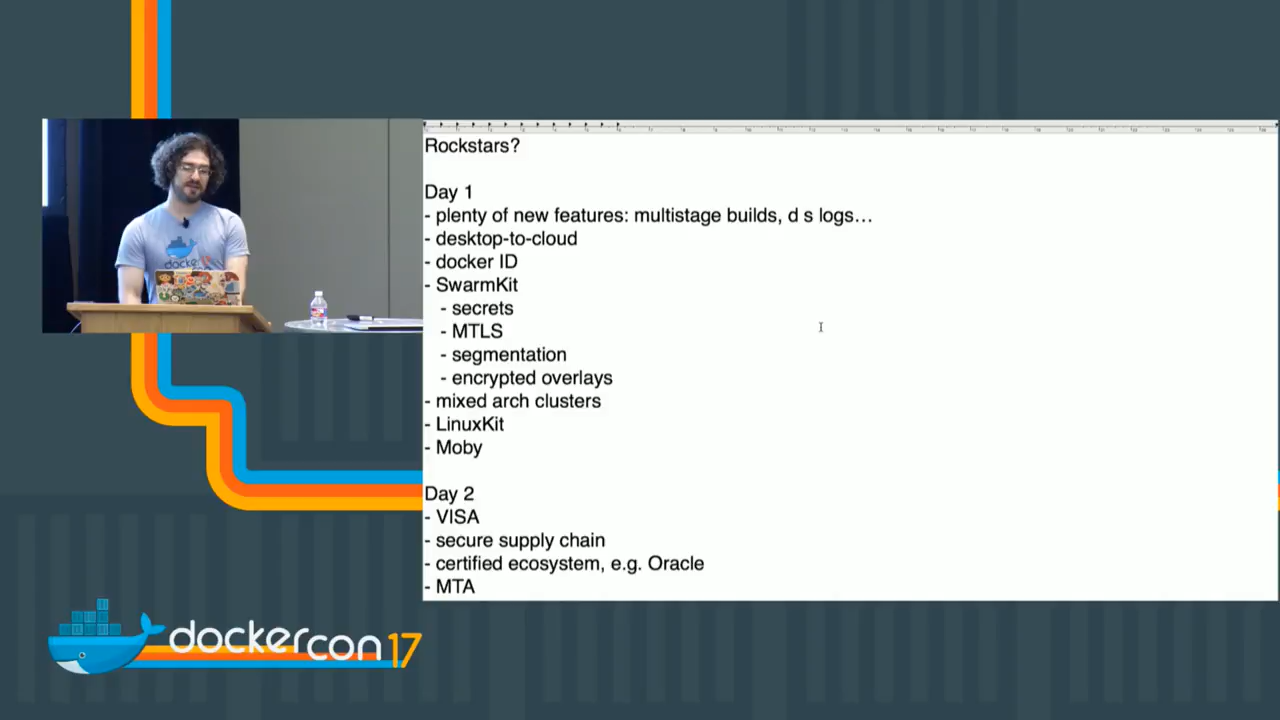 Rockstars?
Day 1
- plenty of new features: multistage builds, d s logs…
- desktop-to-cloud
- docker ID
- SwarmKit
- secrets
- MTLS
- segmentation
- encrypted overlays
- mixed arch clusters
- LinuxKit
- Moby
Day 2
- VISA
- secure supply chain
- certified ecosystem, e.g. Oracle
- MTA
docker
dockercon17